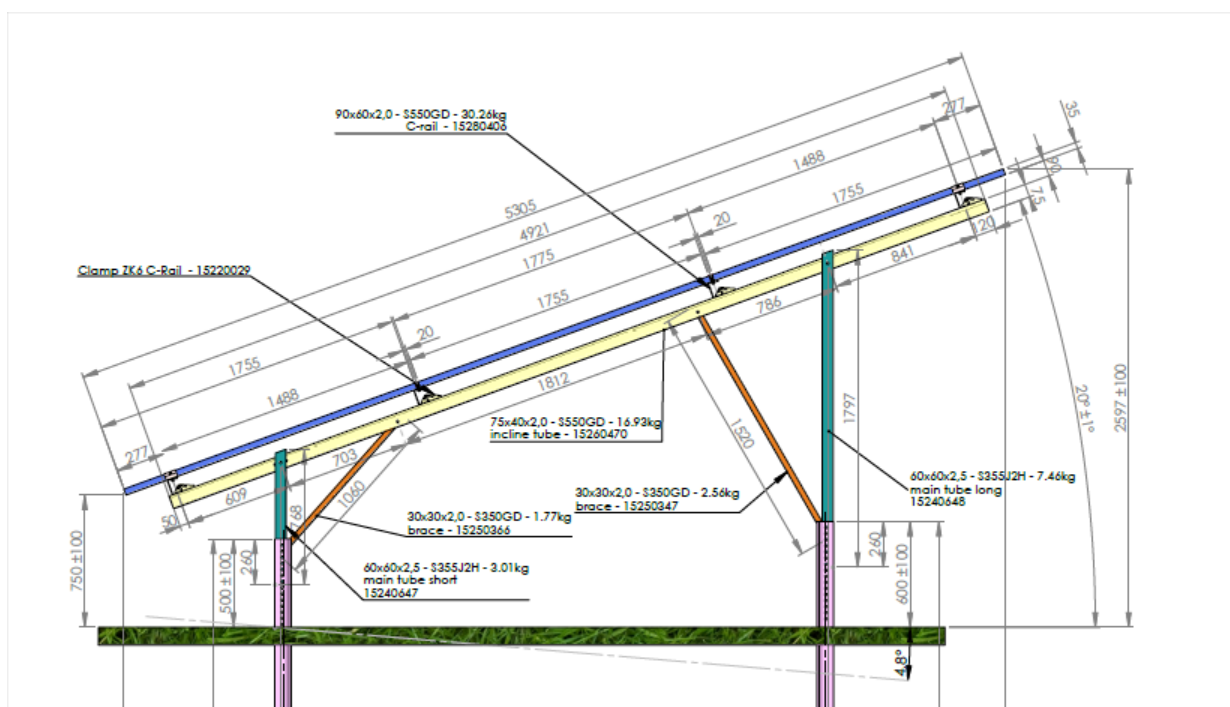 90x60x2,0 - S550GD - 30.26kg
C-rail - 15280406
277
35
1488
90
5305
1755
75
4921
20
120
1775
841
Clamp ZK6 C-Rail - 15220029
1755
786
20
1755
1812
1488
1797
20° ±1°
2597 ±100
75x40x2,0 - S550GD - 16.93kg
incline tube - 15260470
1520
277
703
609
1060
60x60x2,5 - S355J2H - 7.46kg
main tube long
15240648
30x30x2,0 - S350GD - 2.56kg
brace - 15250347
50
768
30x30x2,0 - S350GD - 1.77kg
brace - 15250366
750 ±100
500 ±100
260
60x60x2,5 - S355J2H - 3.01kg
main tube short
15240647
260
600 ±100
4,8°